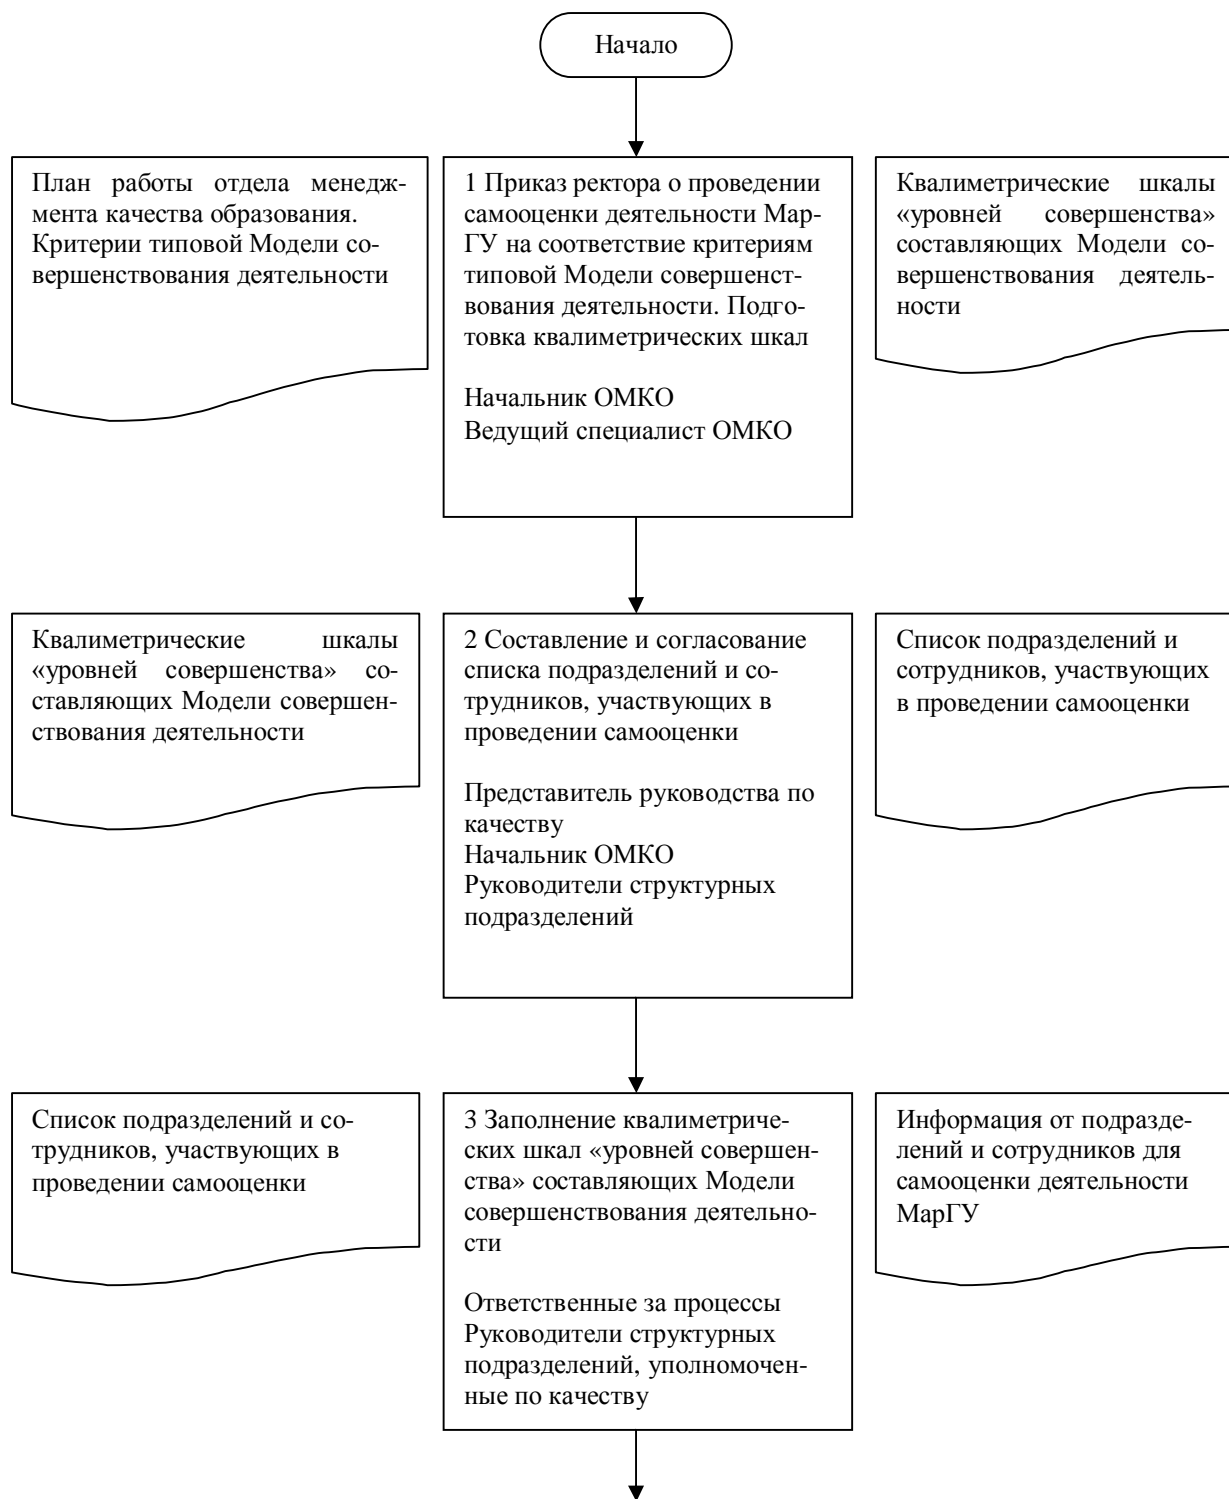 Начало
План работы отдела менедж-
мента качества образования.
Критерии типовой Модели со-
вершенствования деятельности
1 Приказ ректора о проведении
самооценки деятельности Мар-
ГУ на соответствие критериям
типовой Модели совершенст-
вования деятельности. Подго-
товка квалиметрических шкал
Начальник ОМКО
Ведущий специалист ОМКО
Квалиметрические шкалы
«уровней совершенства»
составляющих Модели со-
вершенствования деятель-
ности
Квалиметрические шкалы
«уровней совершенства» со-
ставляющих Модели совершен-
ствования деятельности
2 Составление и согласование
списка подразделений и со-
трудников, участвующих в
проведении самооценки
Представитель руководства по
качеству
Начальник ОМКО
Руководители структурных
подразделений
Список подразделений и
сотрудников, участвующих
в проведении самооценки
Список подразделений и со-
трудников, участвующих в
проведении самооценки
3 Заполнение квалиметриче-
ских шкал «уровней совершен-
ства» составляющих Модели
совершенствования деятельно-
сти
Ответственные за процессы
Руководители структурных
подразделений, уполномочен-
ные по качеству
Информация от подразде-
лений и сотрудников для
самооценки деятельности
МарГУ